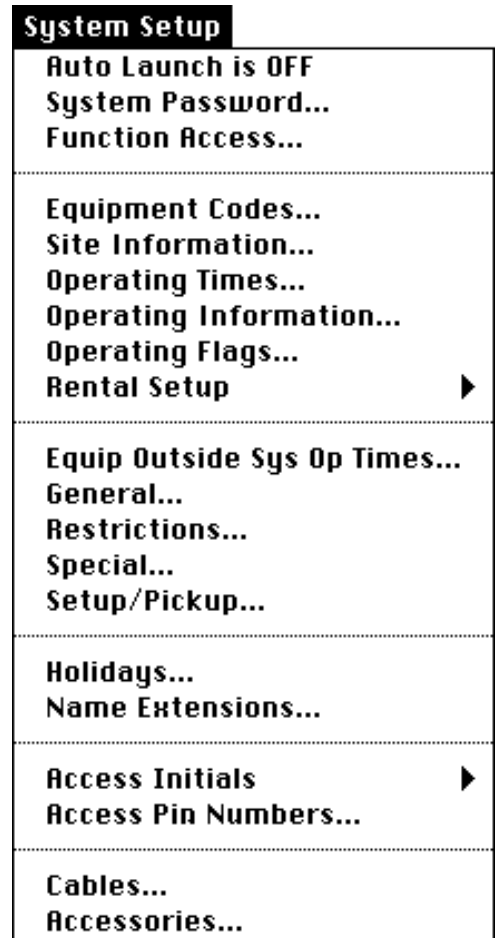 System Setup
Auto Launch is OFF
System Password...
Function Access...
Equipment Codes...
Site Information...
Operating Times...
Operating Information...
Operating Flags...
Rental Setup
Equip Outside Sys Op Times...
General...
Restrictions...
Special...
Setup/Pickup...
Holidays...
Name Extensions...
Access Initials
Access Pin Numbers...
Cables...
Accessories...